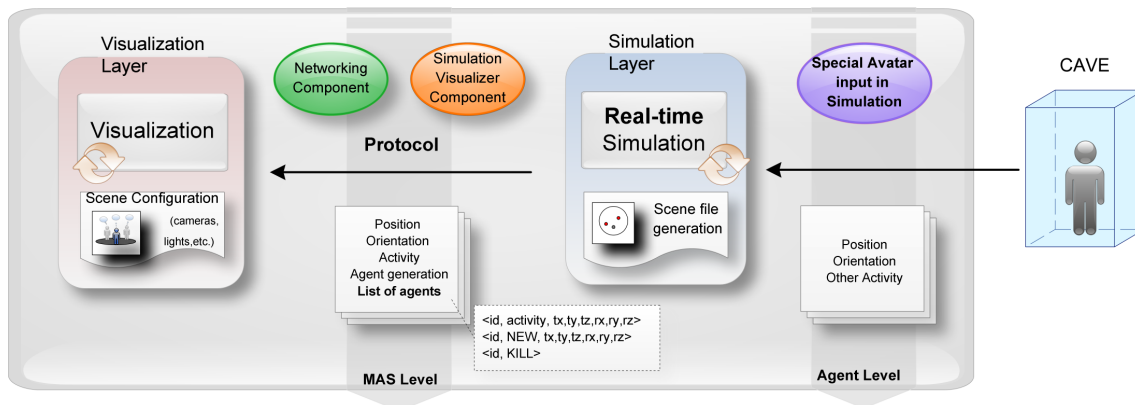 Visualization
Layer
Visualization
Scene Configuration
(cameras,
lights,etc.)
Networking
Component
Simulation
Visualizer
Component
Protocol
Position
Orientation
Activity
Agent generation
List of agents
<id, activity, tx,ty,tz,rx,ry,rz>
<id, NEW, tx,ty,tz,rx,ry,rz>
<id, KILL>
MAS Level
Simulation
Layer
Real-time
Simulation
Scene file
generation
Special Avatar
input in
Simulation
Position
Orientation
Other Activity
Agent Level
CAVE